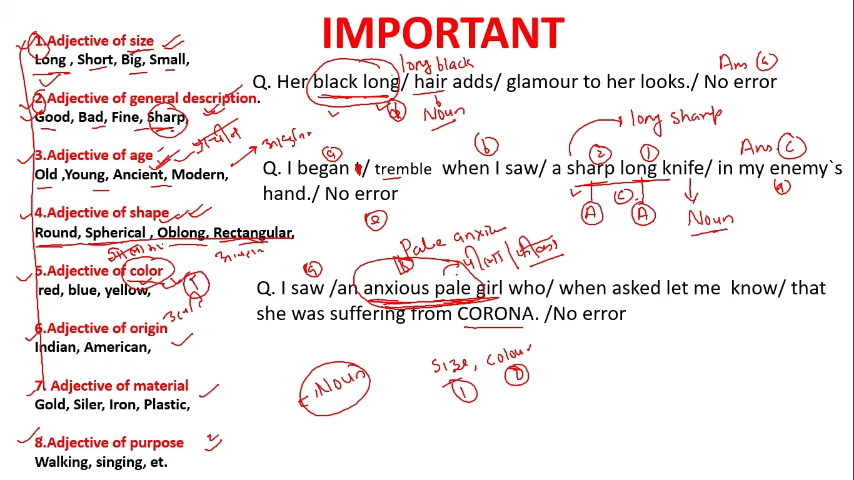 IMPORTANT
1.Adjective of size
Long , Short, Big, Small,
2.Adjective of general description.
Good, Bad, Fine, Sharp,
3.Adjective of age
Old ,Young, Ancient, Modern,
4.Adjective of shape
Round, Spherical , Oblong, Rectangular,
5.Adjective of color
red, blue, yellow,
6.Adjective of origin
Indian, American,
7. Adjective of material
Gold, Siler, Iron, Plastic,
8.Adjective of purpose
Walking, singing, et.
long black
Ans (a)
Q. Her black long/ hair adds/ glamour to her looks./ No error
Noun
long sharp
Ans (c)
(a) (b) 2 1
Q. I began t/ tremble when I saw/ a sharp long knife/ in my enemy`s
hand./ No error
(c) (d)
A A
Noun
(e)
Pale anxious
(a)
Q. I saw /an anxious pale girl who/ when asked let me know/ that
she was suffering from CORONA. /No error
Noun
size, colour
1